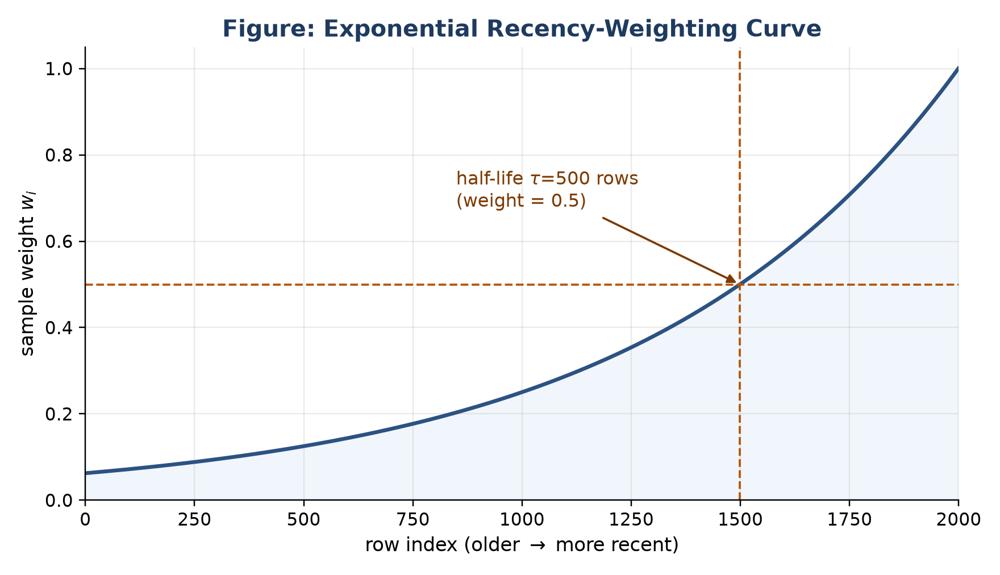 Figure: Exponential Recency-Weighting Curve
1.0
0.8
0.6
0.4
0.2
0.0
sample weight wᵢ
half-life τ=500 rows
(weight = 0.5)
0 250 500 750 1000 1250 1500 1750 2000
row index (older → more recent)